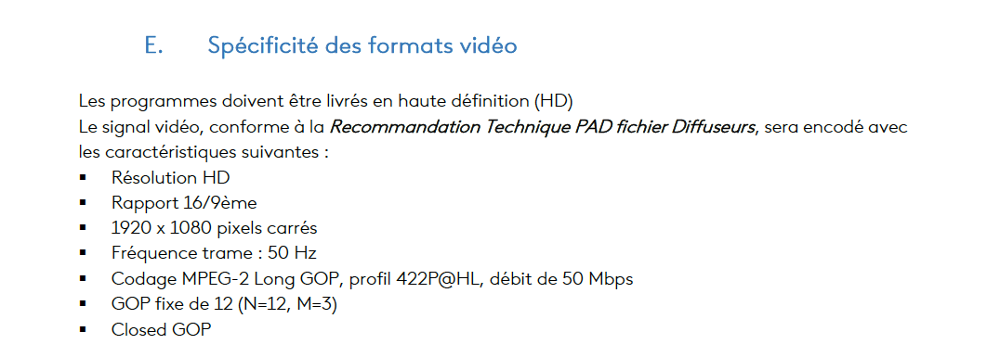 E. Spécificité des formats vidéo
Les programmes doivent être livrés en haute définition (HD)
Le signal vidéo, conforme à la Recommandation Technique PAD fichier Diffuseurs, sera encodé avec
les caractéristiques suivantes :
▪ Résolution HD
▪ Rapport 16/9ème
▪ 1920 x 1080 pixels carrés
▪ Fréquence trame : 50 Hz
▪ Codage MPEG-2 Long GOP, profil 422P@HL, débit de 50 Mbps
▪ GOP fixe de 12 (N=12, M=3)
▪ Closed GOP